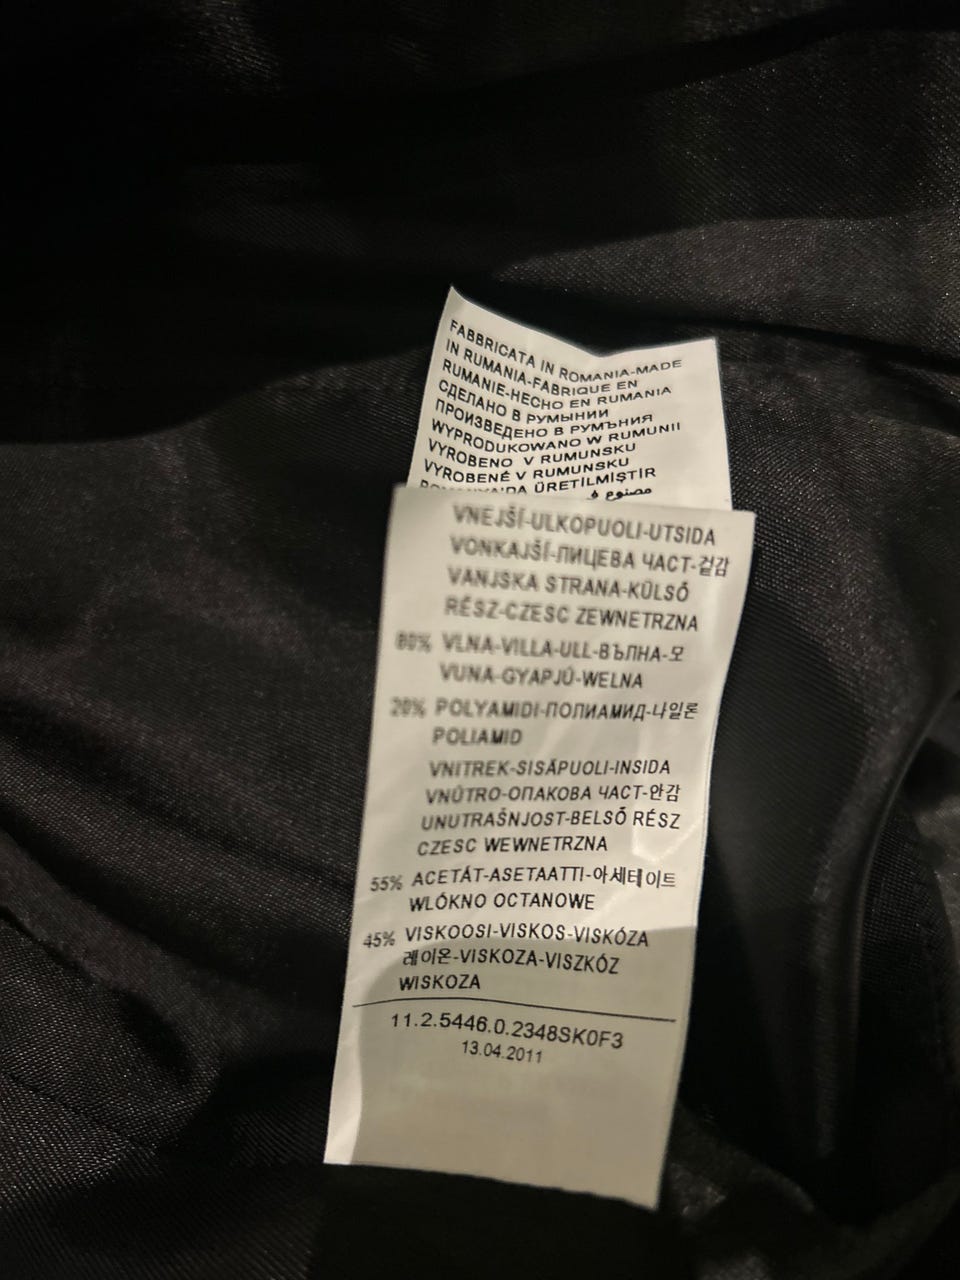 FABBRICATA IN ROMANIA-MADE
IN RUMANIA-FABRIQUE EN
RUMANIE-HECHO EN RUMANIA
СДЕЛАНО В РУМЫНИИ
ПРОИЗВЕДЕНО В РУМЪНИЯ
WYPRODUKOWANO W RUMUNII
VYROBENO V RUMUNSKU
VYROBENÉ V RUMUNSKU
ÜRETİLMİŞTİR
مصنوع
VNEJŠÍ-ULKOPUOLI-UTSIDA
VONKAJŠÍ-ЛИЦЕВА ЧАСТ-겉감
VANJSKA STRANA-KÜLSŐ
RÉSZ-CZESC ZEWNETRZNA
80% VLNA-VILLA-ULL-ВЪЛНА-모
VUNA-GYAPJÚ-WELNA
20% POLYAMIDI-ПОЛИАМИД-나일론
POLIAMID
VNITREK-SISÄPUOLI-INSIDA
VNÚTRO-ОПАКОВА ЧАСТ-안감
UNUTRAŠNJOST-BELSŐ RÉSZ
CZESC WEWNETRZNA
55% ACETÁT-ASETAATTI-아세테이트
WLÓKNO OCTANOWE
45% VISKOOSI-VISKOS-VISKÓZA
레이온-VISKOZA-VISZKÓZ
WISKOZA
11.2.5446.0.2348SK0F3
13.04.2011